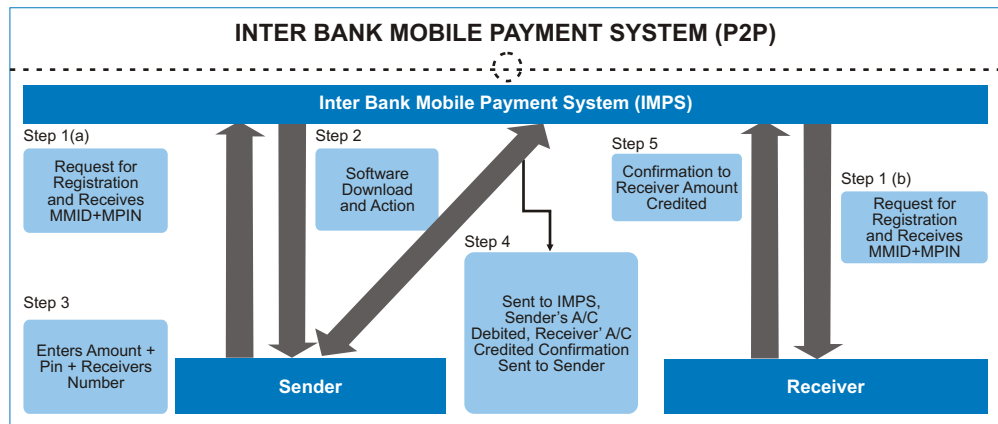 INTER BANK MOBILE PAYMENT SYSTEM (P2P)
Inter Bank Mobile Payment System (IMPS)
Step 1(a)
Request for
Registration
and Receives
MMID+MPIN
Step 2
Software
Download
and Action
Step 5
Confirmation to
Receiver Amount
Credited
Step 1 (b)
Request for
Registration
and Receives
MMID+MPIN
Step 3
Enters Amount +
Pin + Receivers
Number
Step 4
Sent to IMPS,
Sender's A/C
Debited, Receiver' A/C
Credited Confirmation
Sent to Sender
Sender
Receiver